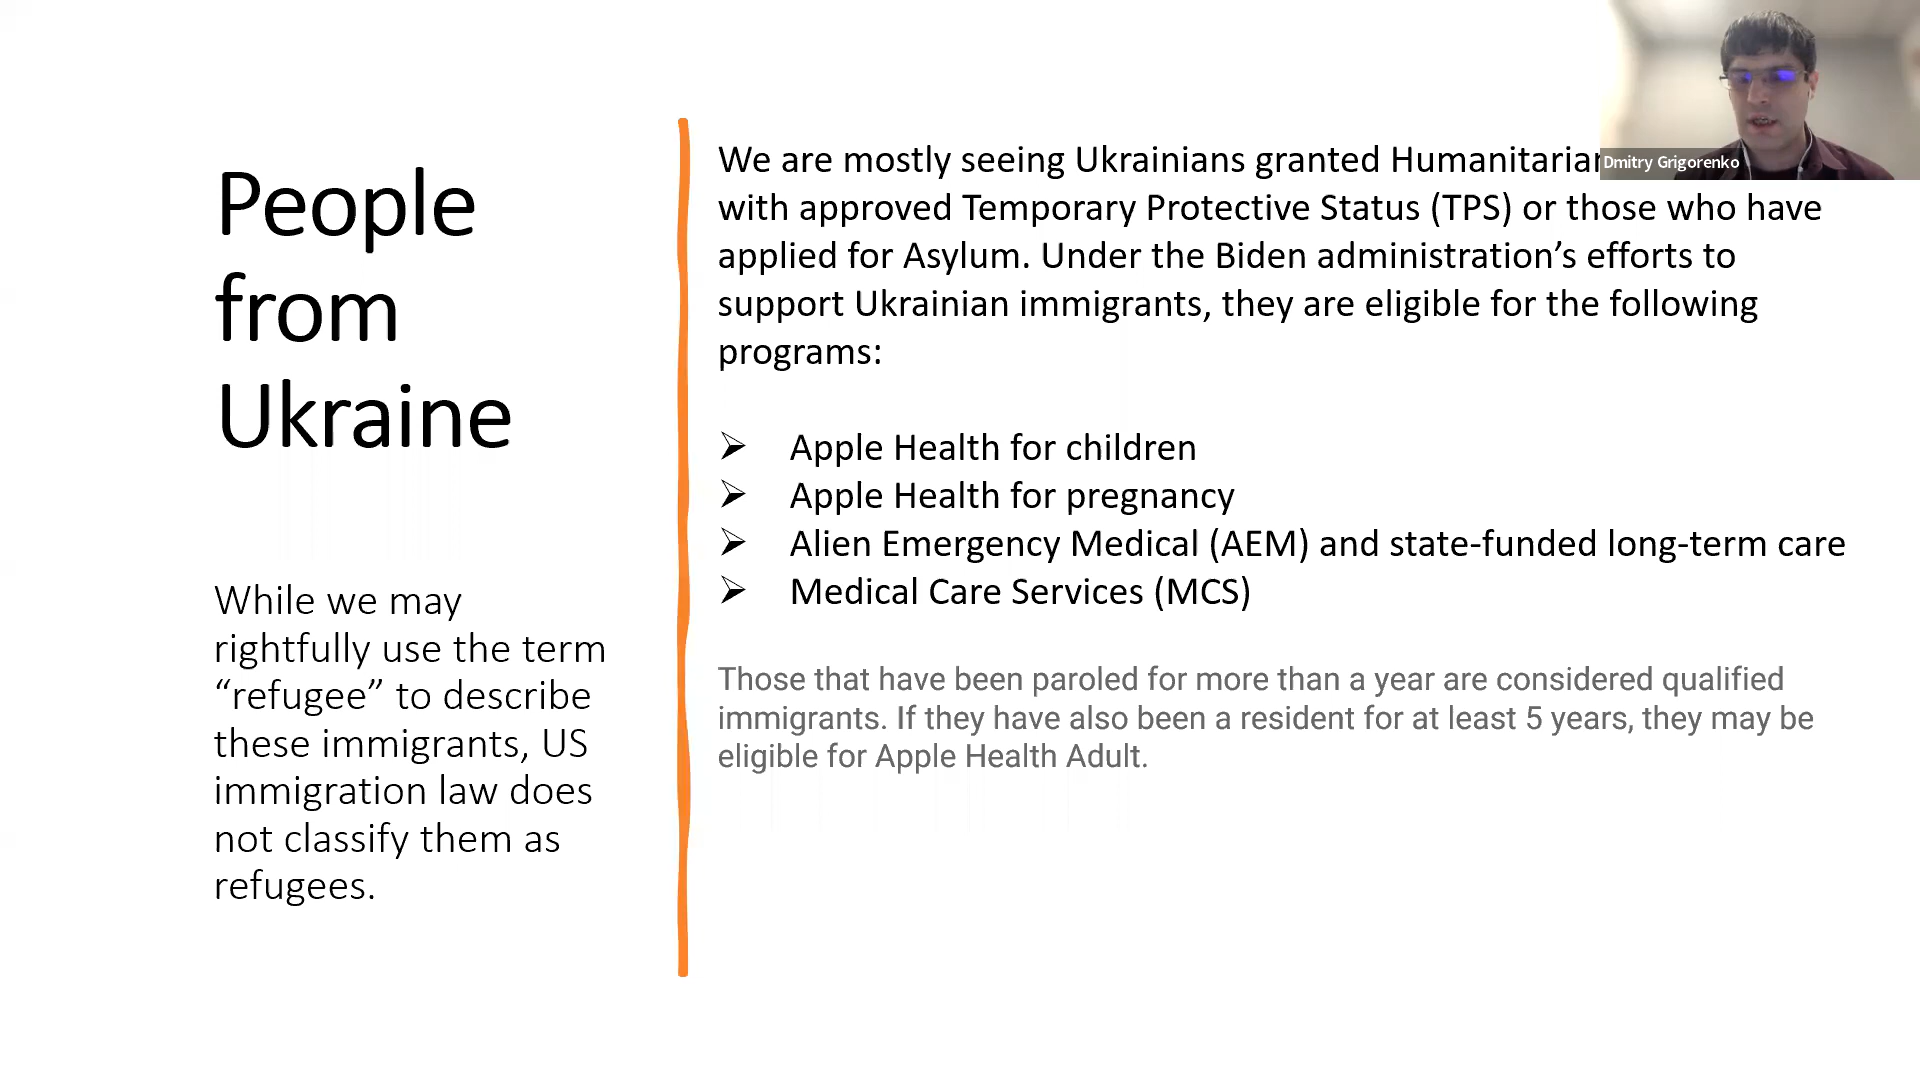 People
from
Ukraine
While we may
rightfully use the term
“refugee” to describe
these immigrants, US
immigration law does
not classify them as
refugees.
We are mostly seeing Ukrainians granted Humanitarian
with approved Temporary Protective Status (TPS) or those who have
applied for Asylum. Under the Biden administration’s efforts to
support Ukrainian immigrants, they are eligible for the following
programs:
➢ Apple Health for children
➢ Apple Health for pregnancy
➢ Alien Emergency Medical (AEM) and state-funded long-term care
➢ Medical Care Services (MCS)
Those that have been paroled for more than a year are considered qualified
immigrants. If they have also been a resident for at least 5 years, they may be
eligible for Apple Health Adult.
Dmitry Grigorenko